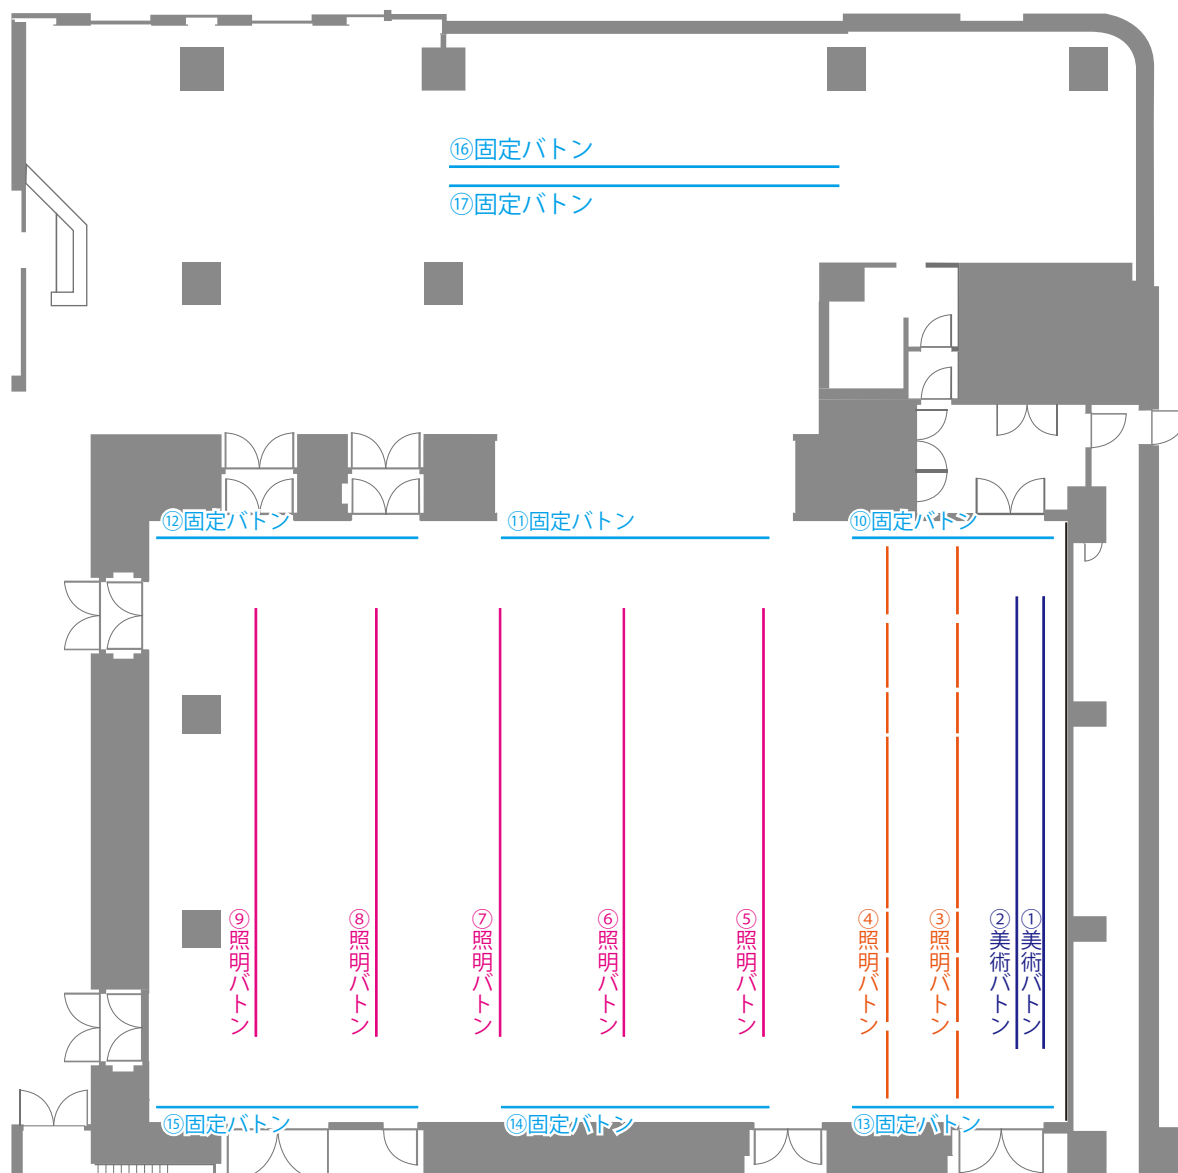 ⑯固定バトン
⑰固定バトン
⑫固定バトン
⑪固定バトン
⑩固定バトン
⑨照明バトン
⑧照明バトン
⑦照明バトン
⑥照明バトン
⑤照明バトン
④照明バトン
③照明バトン
②美術バトン
①美術バトン
⑮固定バトン
⑭固定バトン
⑬固定バトン